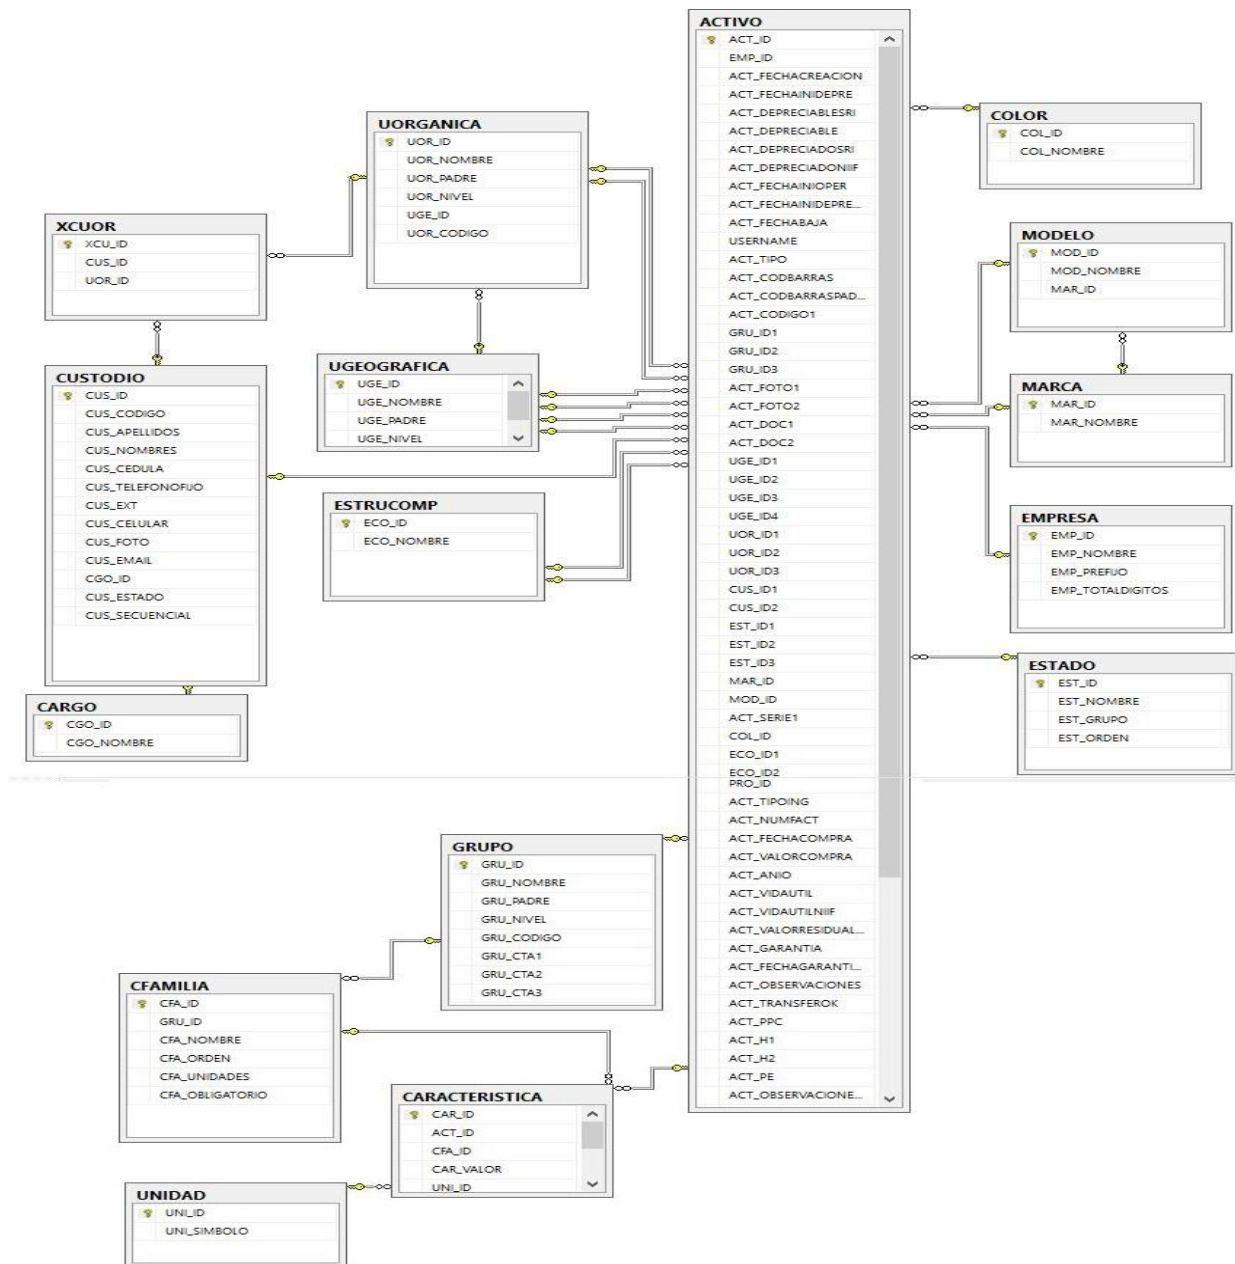 ACTIVO
ACT_ID
EMP_ID
ACT_FECHACREACION
ACT_FECHAINIDEPRE
ACT_DEPRECIABLESRI
ACT_DEPRECIABLE
ACT_DEPRECIADOSRI
ACT_DEPRECIADONIIF
ACT_FECHAINIOPER
ACT_FECHAINIDEPRE...
ACT_FECHABAJA
USERNAME
ACT_TIPO
ACT_CODBARRAS
ACT_CODBARRASPAD...
ACT_CODIGO1
GRU_ID1
GRU_ID2
GRU_ID3
ACT_FOTO1
ACT_FOTO2
ACT_DOC1
ACT_DOC2
UGE_ID1
UGE_ID2
UGE_ID3
UGE_ID4
UOR_ID1
UOR_ID2
UOR_ID3
CUS_ID1
CUS_ID2
EST_ID1
EST_ID2
EST_ID3
MAR_ID
MOD_ID
ACT_SERIE1
COL_ID
ECO_ID1
ECO_ID2
PRO_ID
ACT_TIPOING
ACT_NUMFACT
ACT_FECHACOMPRA
ACT_VALORCOMPRA
ACT_ANIO
ACT_VIDAUTIL
ACT_VIDAUTILNIIF
ACT_VALORRESIDUAL...
ACT_GARANTIA
ACT_FECHAGARANTI...
ACT_OBSERVACIONES
ACT_TRANSFEROK
ACT_PPC
ACT_H1
ACT_H2
ACT_PE
ACT_OBSERVACIONE...
UORGANICA
UOR_ID
UOR_NOMBRE
UOR_PADRE
UOR_NIVEL
UGE_ID
UOR_CODIGO
XCUOR
XCU_ID
CUS_ID
UOR_ID
UGEOGRAFICA
UGE_ID
UGE_NOMBRE
UGE_PADRE
UGE_NIVEL
CUSTODIO
CUS_ID
CUS_CODIGO
CUS_APELLIDOS
CUS_NOMBRES
CUS_CEDULA
CUS_TELEFONOFIJO
CUS_EXT
CUS_CELULAR
CUS_FOTO
CUS_EMAIL
CGO_ID
CUS_ESTADO
CUS_SECUENCIAL
ESTRUCOMP
ECO_ID
ECO_NOMBRE
CARGO
CGO_ID
CGO_NOMBRE
COLOR
COL_ID
COL_NOMBRE
MODELO
MOD_ID
MOD_NOMBRE
MAR_ID
MARCA
MAR_ID
MAR_NOMBRE
EMPRESA
EMP_ID
EMP_NOMBRE
EMP_PREFIJO
EMP_TOTALDIGITOS
ESTADO
EST_ID
EST_NOMBRE
EST_GRUPO
EST_ORDEN
GRUPO
GRU_ID
GRU_NOMBRE
GRU_PADRE
GRU_NIVEL
GRU_CODIGO
GRU_CTA1
GRU_CTA2
GRU_CTA3
CFAMILIA
CFA_ID
GRU_ID
CFA_NOMBRE
CFA_ORDEN
CFA_UNIDADES
CFA_OBLIGATORIO
CARACTERISTICA
CAR_ID
ACT_ID
CFA_ID
CAR_VALOR
UNI_ID
UNIDAD
UNI_ID
UNI_SIMBOLO